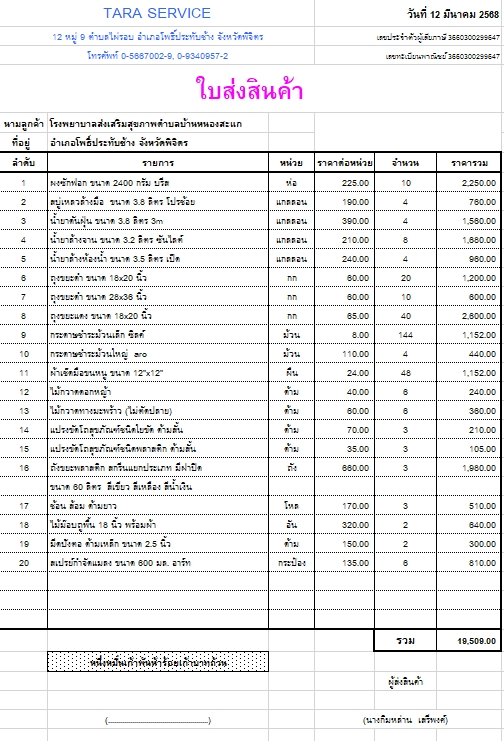 TARA SERVICE วันที่ 12 มีนาคม 2568
12 หมู่ 9 ตำบลไผ่รอบ อำเภอโพธิ์ประทับช้าง จังหวัดพิจิตร เลขประจำตัวผู้เสียภาษี 3660300299647
โทรศัพท์ 0-5667002-9, 0-9340957-2 เลขทะเบียนพาณิชย์ 3660300299647
ใบส่งสินค้า
นามลูกค้า โรงพยาบาลส่งเสริมสุขภาพตำบลบ้านหนองสะแก
ที่อยู่ อำเภอโพธิ์ประทับช้าง จังหวัดพิจิตร
ลำดับ รายการ หน่วย ราคาต่อหน่วย จำนวน ราคารวม
1 ผงซักฟอก ขนาด 2400 กรัม บรีส ห่อ 225.00 10 2,250.00
2 สบู่เหลวล้างมือ ขนาด 3.8 ลิตร โปรช้อย แกลลอน 190.00 4 760.00
3 น้ำยาดันฝุ่น ขนาด 3.8 ลิตร 3m แกลลอน 390.00 4 1,560.00
4 น้ำยาล้างจาน ขนาด 3.2 ลิตร ซันไลต์ แกลลอน 210.00 8 1,680.00
5 น้ำยาล้างห้องน้ำ ขนาด 3.5 ลิตร เป็ด แกลลอน 240.00 4 960.00
6 ถุงขยะดำ ขนาด 18x20 นิ้ว กก 60.00 20 1,200.00
7 ถุงขยะดำ ขนาด 28x36 นิ้ว กก 60.00 10 600.00
8 ถุงขยะแดง ขนาด 18x20 นิ้ว กก 65.00 40 2,600.00
9 กระดาษชำระม้วนเล็ก ซิลค์ ม้วน 8.00 144 1,152.00
10 กระดาษชำระม้วนใหญ่ aro ม้วน 110.00 4 440.00
11 ผ้าเช็ดมือขนหนู ขนาด 12"x12" ผืน 24.00 48 1,152.00
12 ไม้กวาดดอกหญ้า ด้าม 40.00 6 240.00
13 ไม้กวาดทางมะพร้าว (ไม่ตัดปลาย) ด้าม 60.00 6 360.00
14 แปรงขัดโถสุขภัณฑ์ชนิดใยขัด ด้ามสั้น ด้าม 70.00 3 210.00
15 แปรงขัดโถสุขภัณฑ์ชนิดพลาสติก ด้ามสั้น ด้าม 35.00 3 105.00
16 ถังขยะพลาสติก สกรีนแยกประเภท มีฝาปิด ถัง 660.00 3 1,980.00
ขนาด 60 ลิตร สีเขียว สีเหลือง สีน้ำเงิน
17 ช้อน ส้อม ด้ามยาว โหล 170.00 3 510.00
18 ไม้ม๊อบถูพื้น 18 นิ้ว พร้อมผ้า อัน 320.00 2 640.00
19 มีดบังตอ ด้ามเหล็ก ขนาด 2.5 นิ้ว ด้าม 150.00 2 300.00
20 สเปรย์กำจัดแมลง ขนาด 600 มล. อาร์ท กระป๋อง 135.00 6 810.00
รวม 19,509.00
หนึ่งหมื่นเก้าพันห้าร้อยเก้าบาทถ้วน
ผู้ส่งสินค้า
(..................................................) (นางกิมหล่าน เสรีพงศ์)